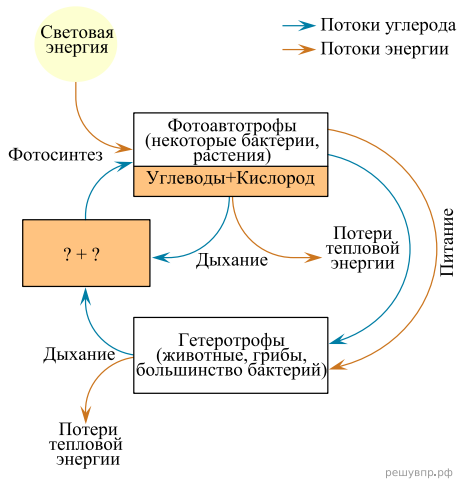 Световая
энергия
Потоки углерода
Потоки энергии
Фотосинтез
Фотоавтотрофы
(некоторые бактерии,
растения)
Углеводы+Кислород
? + ?
Дыхание
Потери
тепловой
энергии
Питание
Дыхание
Гетеротрофы
(животные, грибы,
большинство бактерий)
Потери
тепловой
энергии
решувпр.рф